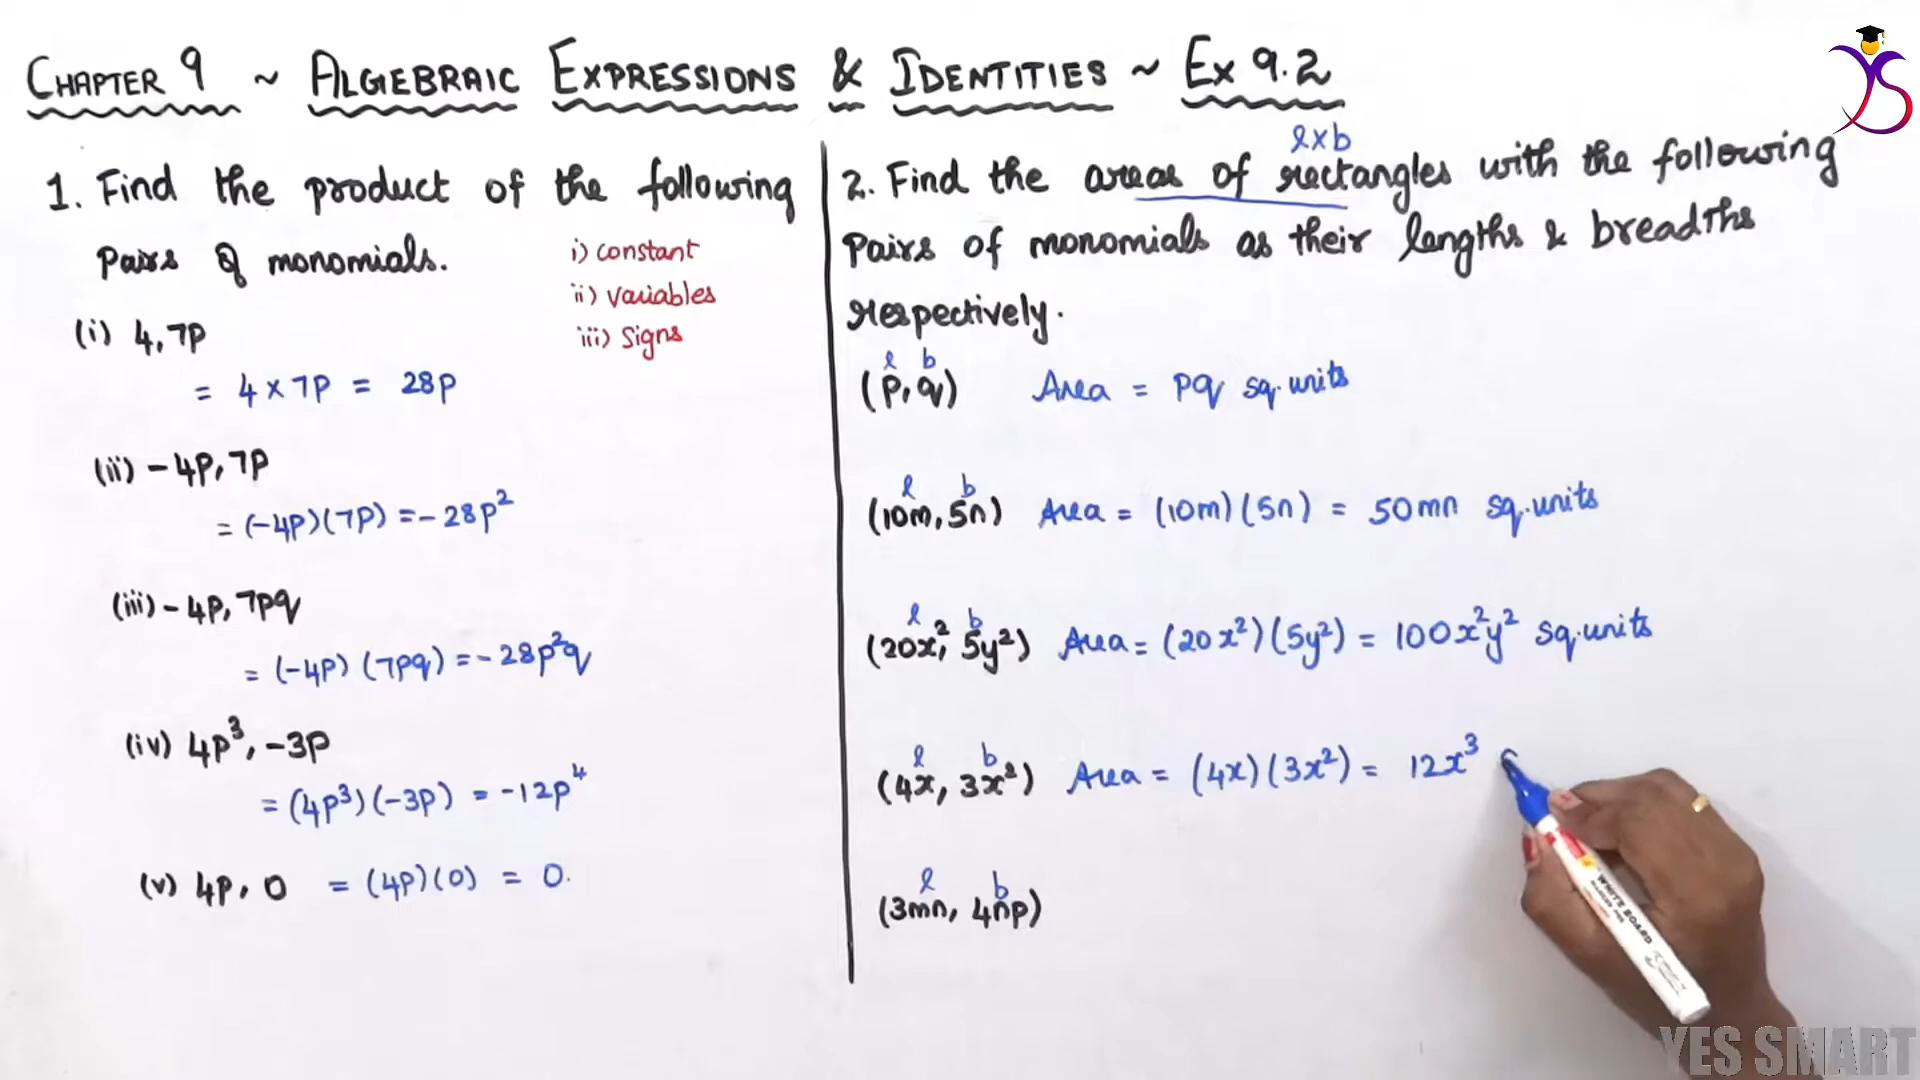 CHAPTER 9 ~ ALGEBRAIC EXPRESSIONS & IDENTITIES ~ EX 9.2
1. Find the product of the following
Pairs of monomials.
i) constant
ii) variables
iii) Signs
(i) 4, 7p
= 4 × 7p = 28p
(ii) -4p, 7p
= (-4p)(7p) = -28p²
(iii) -4p, 7pq
= (-4p) (7pq) = -28p²q
(iv) 4p³, -3p
= (4p³)(-3p) = -12p⁴
(v) 4p, 0 = (4p)(0) = 0.
l×b
2. Find the areas of rectangles with the following
Pairs of monomials as their lengths & breadths
respectively.
l b
(p, q) Area = pq sq.units
l b
(10m, 5n) Area = (10m)(5n) = 50mn sq.units
l b
(20x², 5y²) Area = (20x²)(5y²) = 100x²y² sq.units
l b
(4x, 3x²) Area = (4x)(3x²) = 12x³
l b
(3mn, 4np)
WHITE BOARD
YES SMART